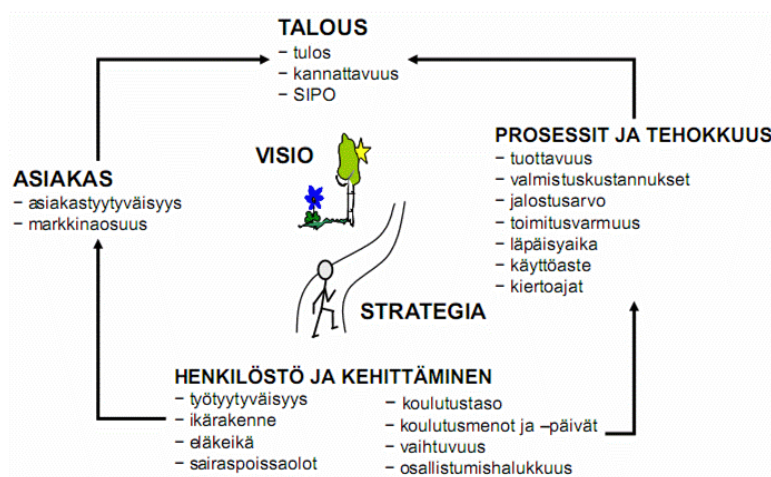 TALOUS
– tulos
– kannattavuus
– SIPO
VISIO
ASIAKAS
– asiakastyytyväisyys
– markkinaosuus
PROSESSIT JA TEHOKKUUS
– tuottavuus
– valmistuskustannukset
– jalostusarvo
– toimitusvarmuus
– läpäisyaika
– käyttöaste
– kiertoajat
STRATEGIA
HENKILÖSTÖ JA KEHITTÄMINEN
– työtyytyväisyys
– ikärakenne
– eläkeikä
– sairaspoissaolot
– koulutustaso
– koulutusmenot ja –päivät
– vaihtuvuus
– osallistumishalukkuus